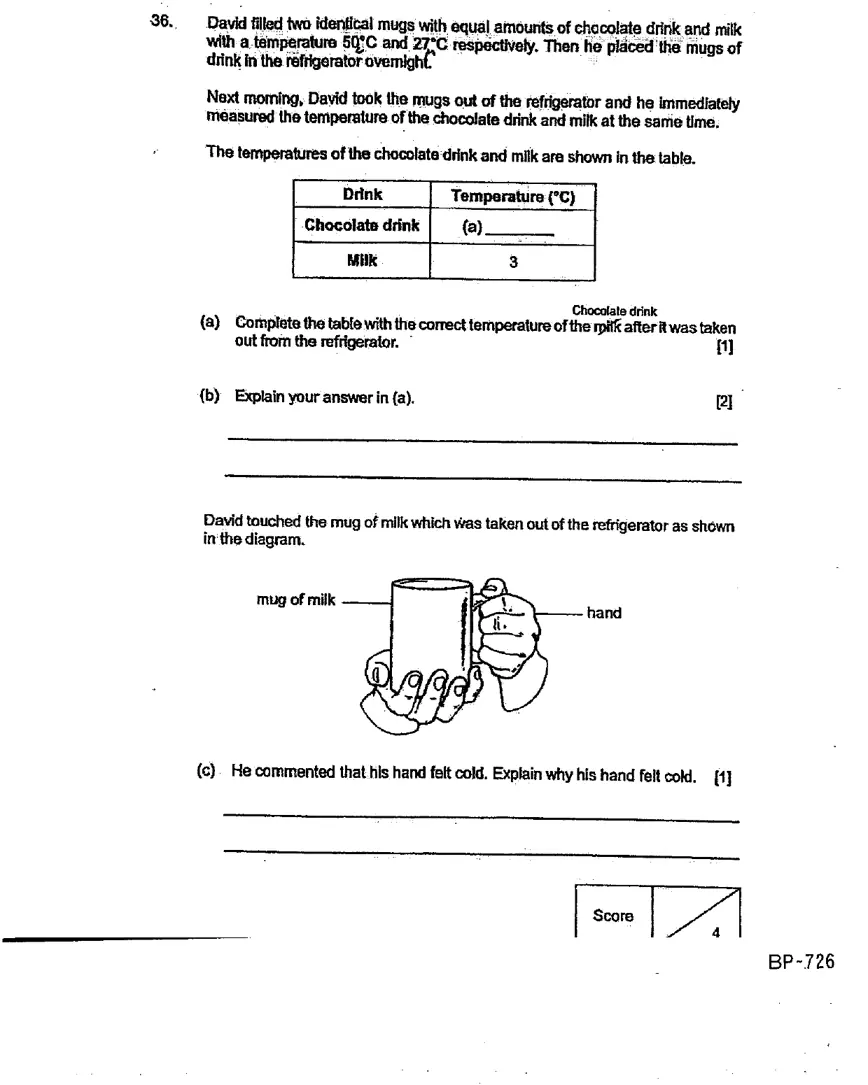 36. David filled two identical mugs with equal amounts of chocolate drink and milk
with a temperature 50°C and 27°C respectively. Then he placed the mugs of
drink in the refrigerator overnight.
Next morning, David took the mugs out of the refrigerator and he immediately
measured the temperature of the chocolate drink and milk at the same time.
The temperatures of the chocolate drink and milk are shown in the table.
Drink Temperature (°C)
Chocolate drink (a) ________
Milk 3
Chocolate drink
(a) Complete the table with the correct temperature of the milk after it was taken
out from the refrigerator. [1]
(b) Explain your answer in (a). [2]
David touched the mug of milk which was taken out of the refrigerator as shown
in the diagram.
mug of milk
hand
(c) He commented that his hand felt cold. Explain why his hand felt cold. [1]
Score
4
BP-726